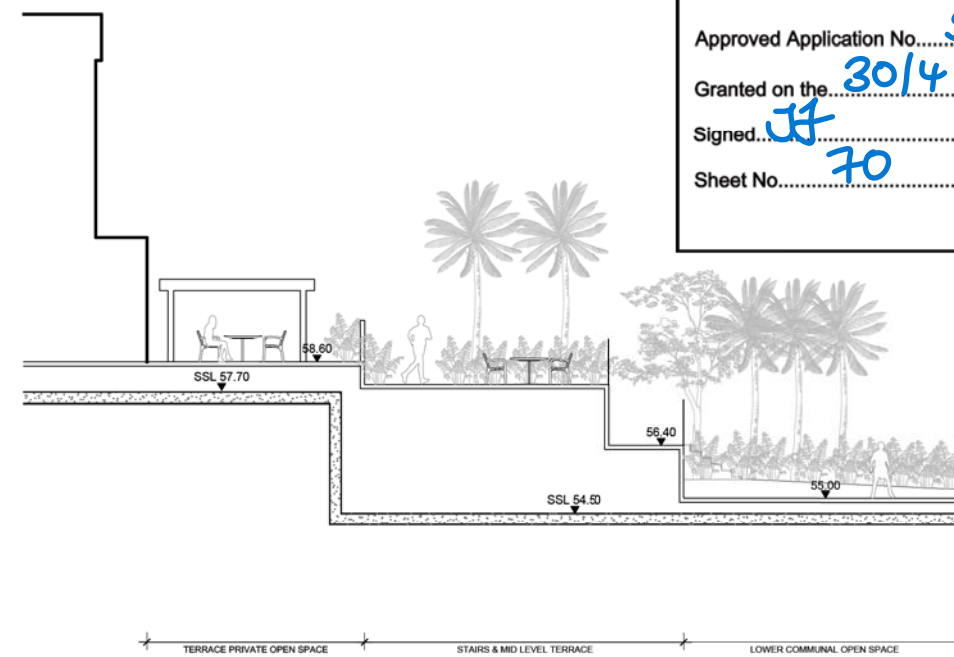 Approved Application No.......
Granted on the...30/4
Signed...JJ
Sheet No......70
58.60
SSL 57.70
56.40
55.00
SSL 54.50
TERRACE PRIVATE OPEN SPACE
STAIRS & MID LEVEL TERRACE
LOWER COMMUNAL OPEN SPACE